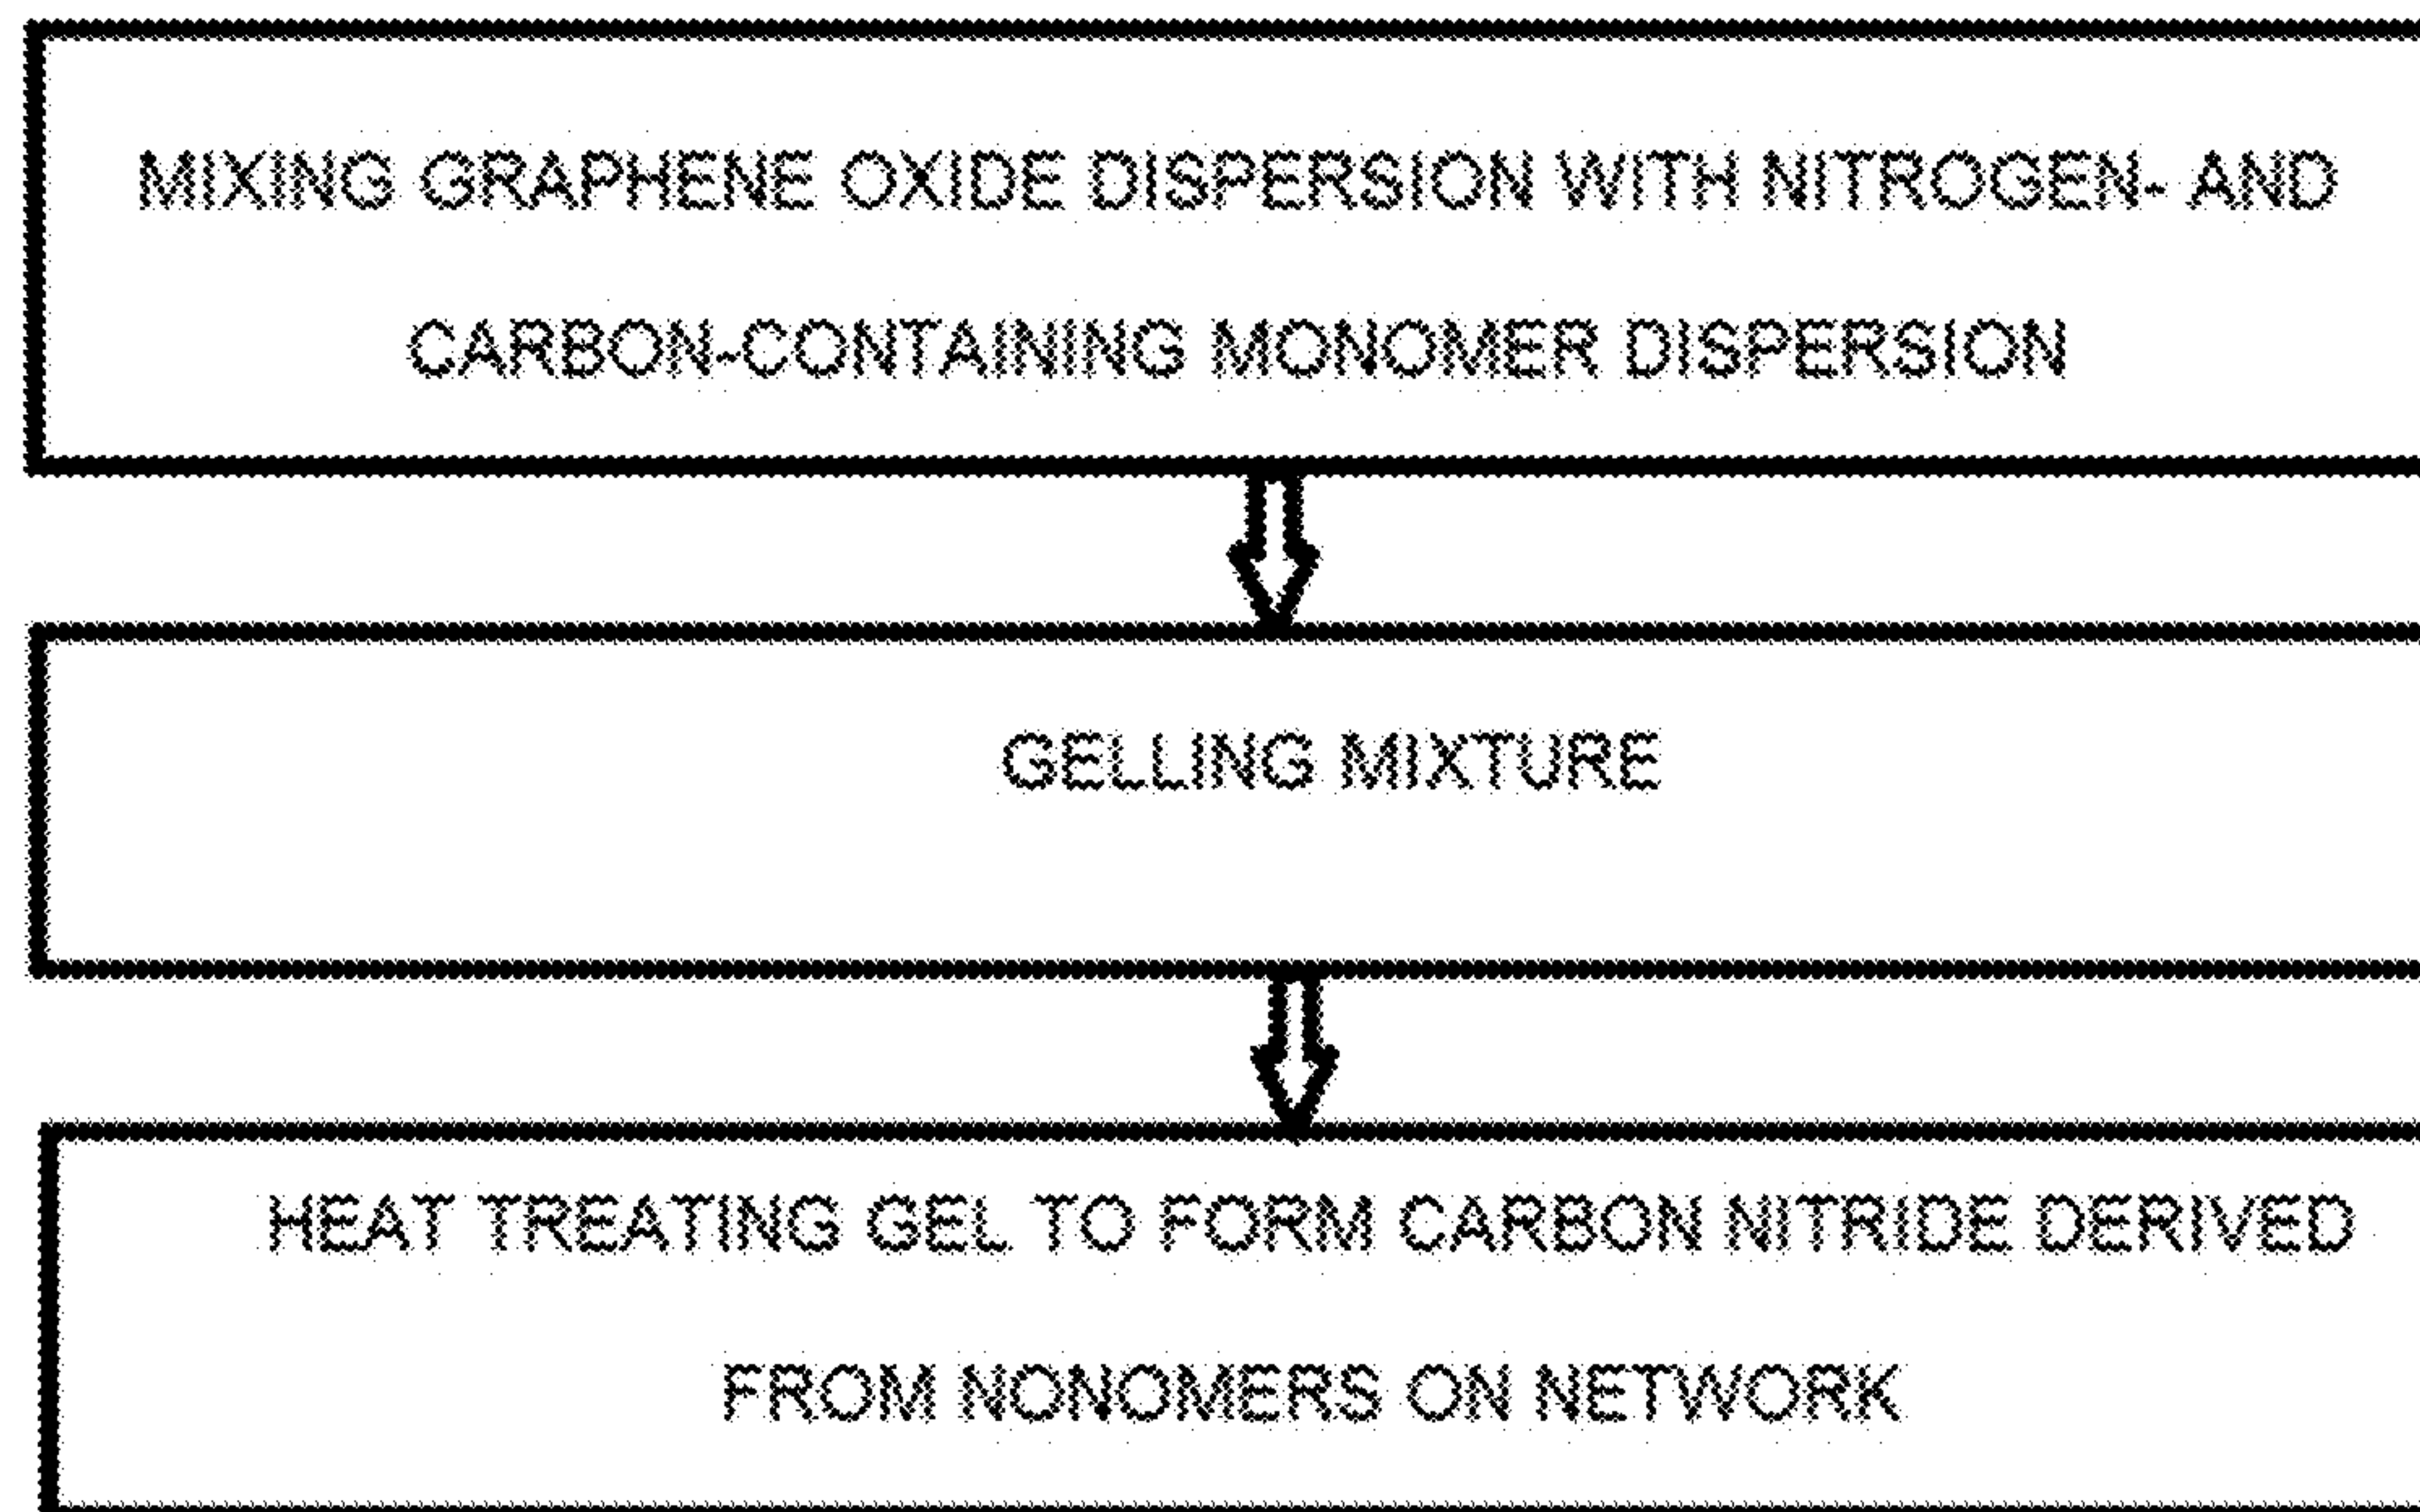 MIXING GRAPHENE OXIDE DISPERSION WITH NITROGEN- AND
CARBON-CONTAINING MONOMER DISPERSION
GELLING MIXTURE
HEAT TREATING GEL TO FORM CARBON NITRIDE DERIVED
FROM NONOMERS ON NETWORK